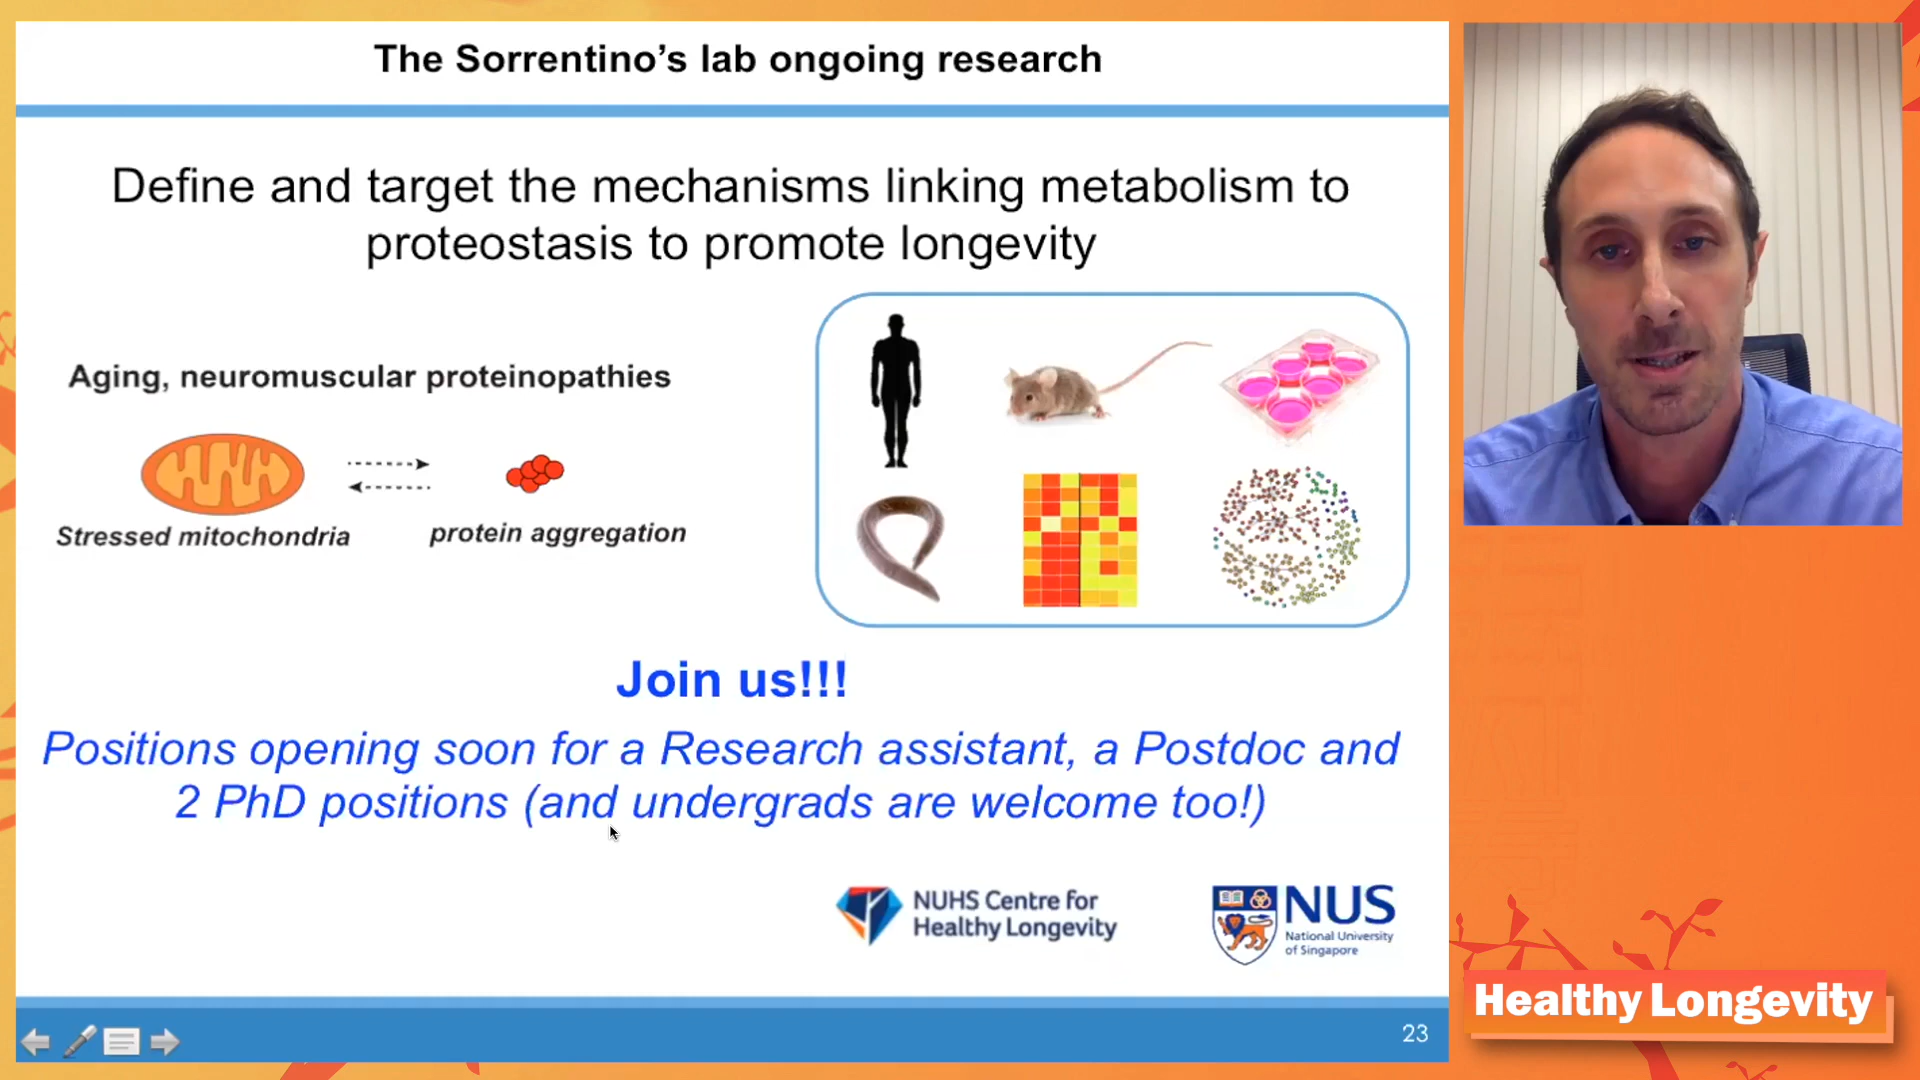 The Sorrentino’s lab ongoing research
Define and target the mechanisms linking metabolism to
proteostasis to promote longevity
Aging, neuromuscular proteinopathies
Stressed mitochondria
protein aggregation
Join us!!!
Positions opening soon for a Research assistant, a Postdoc and
2 PhD positions (and undergrads are welcome too!)
NUHS Centre for
Healthy Longevity
NUS
National University
of Singapore
23
Healthy Longevity